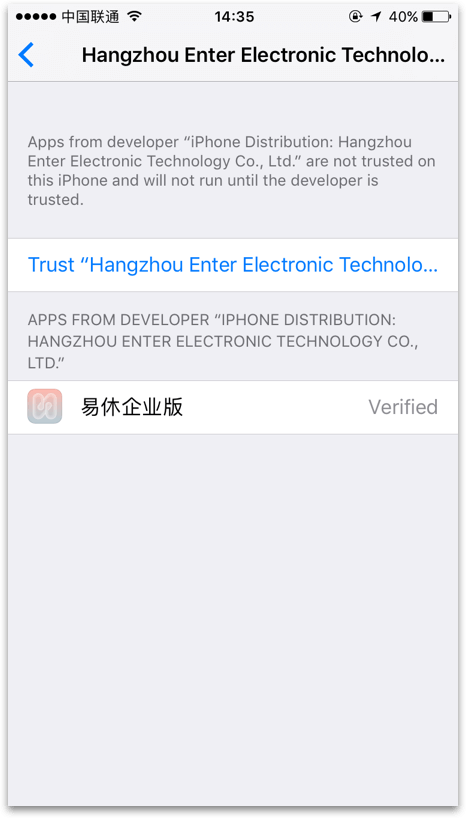 中国联通 14:35 40%
Hangzhou Enter Electronic Technolo...
Apps from developer “iPhone Distribution: Hangzhou
Enter Electronic Technology Co., Ltd.” are not trusted on
this iPhone and will not run until the developer is
trusted.
Trust “Hangzhou Enter Electronic Technolo...
APPS FROM DEVELOPER “IPHONE DISTRIBUTION:
HANGZHOU ENTER ELECTRONIC TECHNOLOGY CO.,
LTD.”
易休企业版 Verified